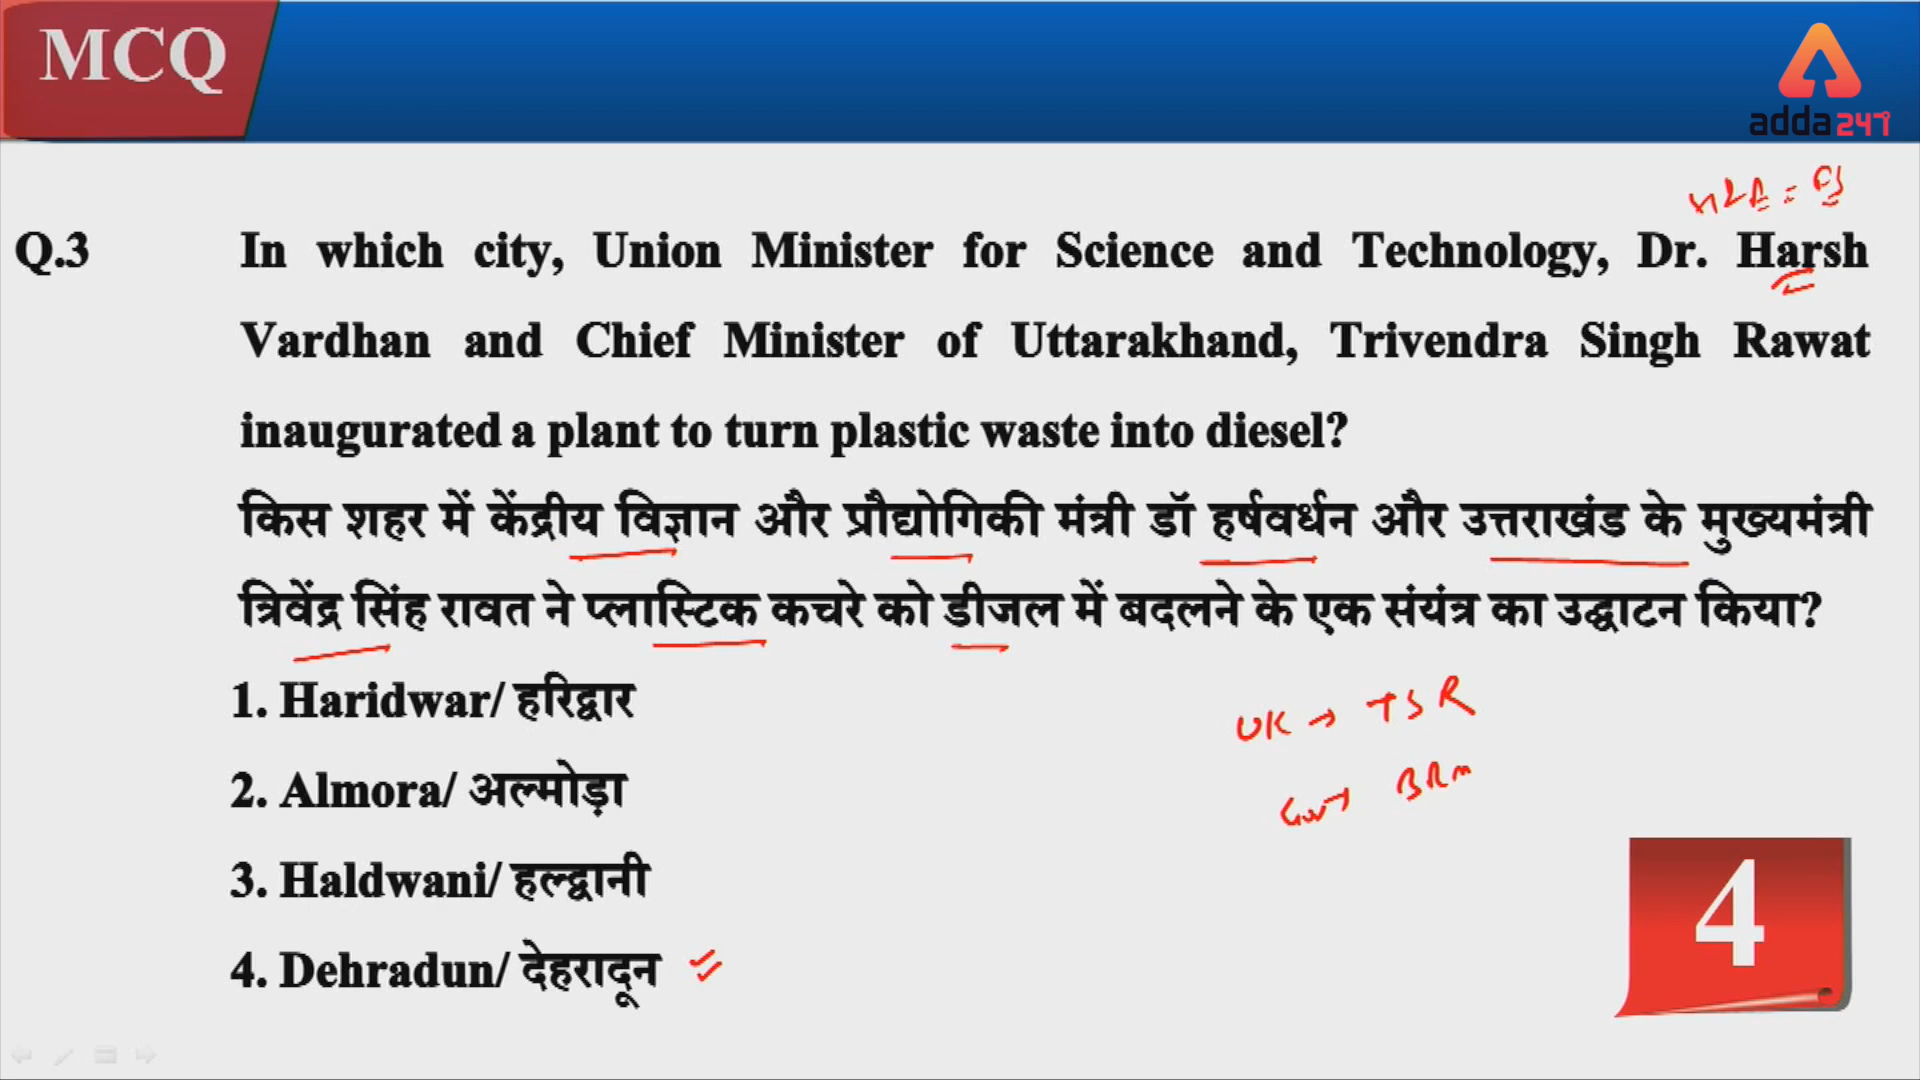 MCQ
adda247
Q.3 In which city, Union Minister for Science and Technology, Dr. Harsh
Vardhan and Chief Minister of Uttarakhand, Trivendra Singh Rawat
inaugurated a plant to turn plastic waste into diesel?
किस शहर में केंद्रीय विज्ञान और प्रौद्योगिकी मंत्री डॉ हर्षवर्धन और उत्तराखंड के मुख्यमंत्री
त्रिवेंद्र सिंह रावत ने प्लास्टिक कचरे को डीजल में बदलने के एक संयंत्र का उद्घाटन किया?
1. Haridwar/ हरिद्वार
UK → TSR
2. Almora/ अल्मोड़ा
BRM
3. Haldwani/ हल्द्वानी
4. Dehradun/ देहरादून
4